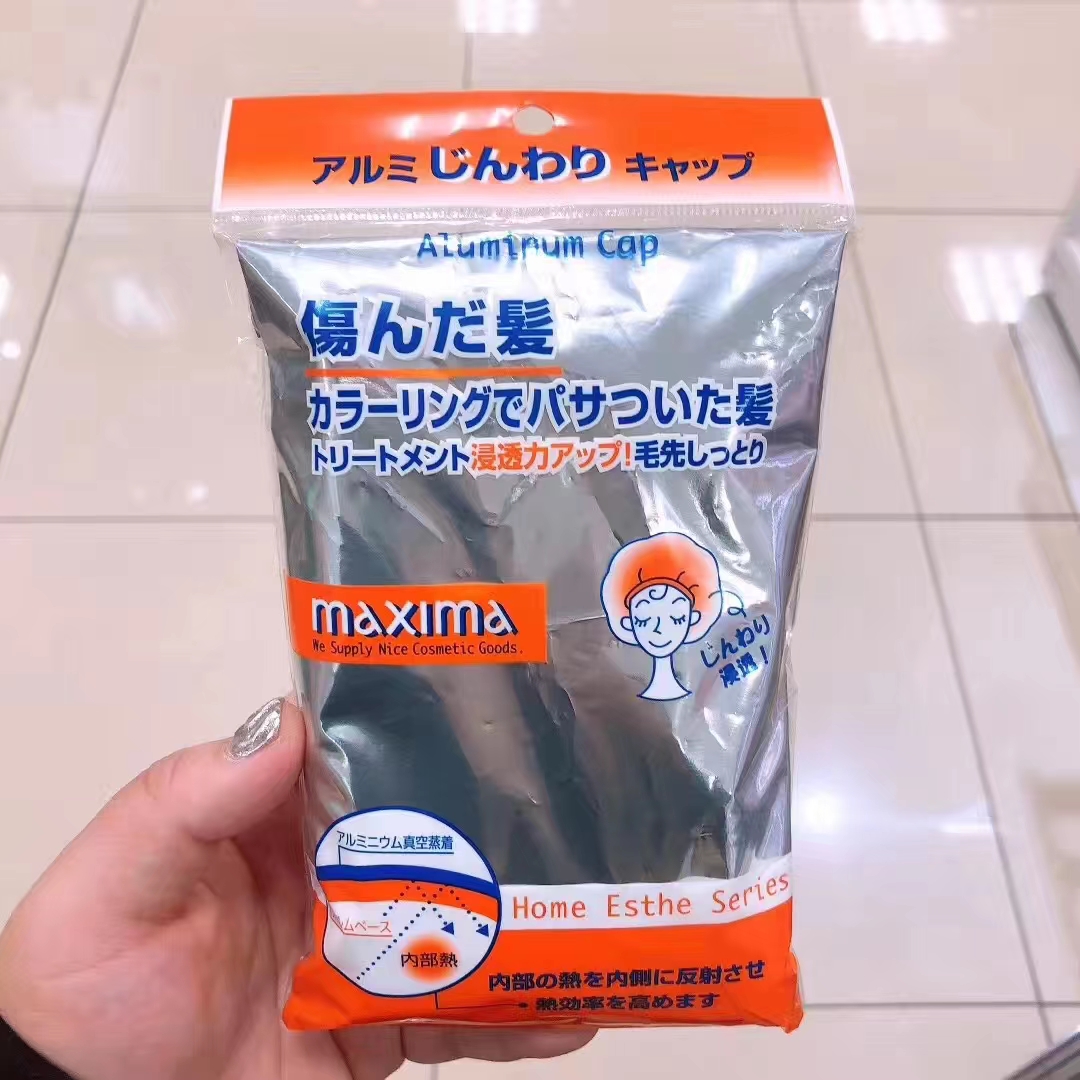 アルミ じんわり キャップ
Aluminum Cap
傷んだ髪
カラーリングでパサついた髪
トリートメント浸透力アップ!毛先しっとり
maxima
We Supply Nice Cosmetic Goods.
じんわり
浸透!
アルミニウム真空蒸着
ムベース
内部熱
Home Esthe Series
内部の熱を内側に反射させ
熱効率を高めます